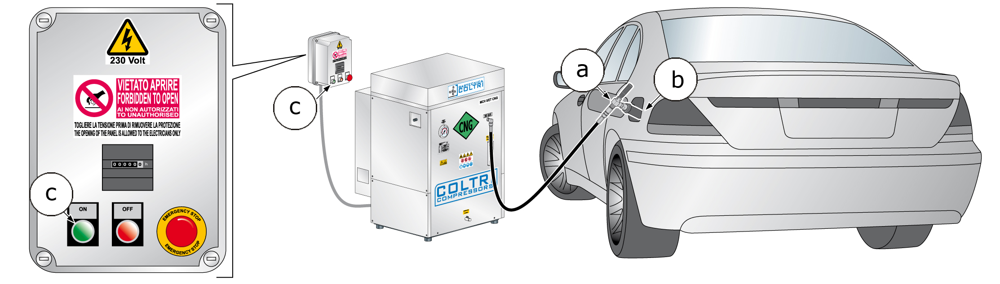 230 Volt
VIETATO APRIRE
FORBIDDEN TO OPEN
AI NON AUTORIZZATI
TO UNAUTHORISED
TOGLIERE LA TENSIONE PRIMA DI RIMUOVERE LA PROTEZIONE
THE OPENING OF THE PANEL IS ALLOWED TO THE ELECTRICIANS ONLY
000000 h
c
ON
OFF
EMERGENCY STOP
EMERGENCY STOP
c
AEROTECNICA
COLTRI
MCH 5/ET CNG
CNG
COLTRI
COMPRESSORS
a
b